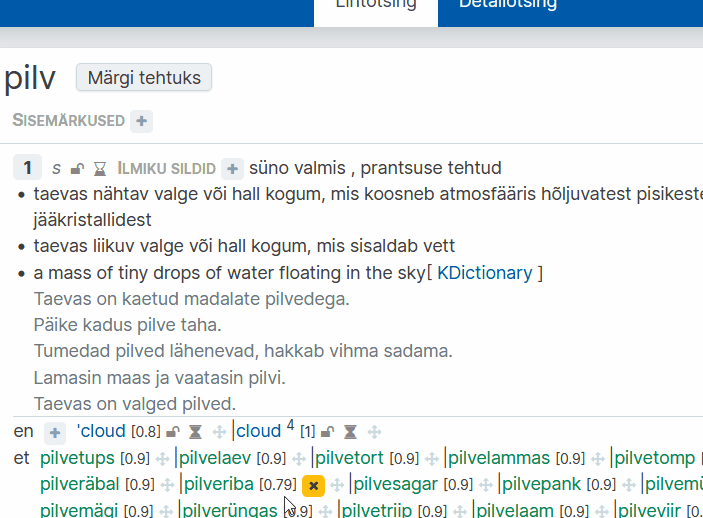 Lihtotsing Detailotsing
pilv Märgi tehtuks
SISEMÄRKUSED +
1 s ILMIKU SILDID + süno valmis , prantsuse tehtud
• taevas nähtav valge või hall kogum, mis koosneb atmosfääris hõljuvatest
jääkristallidest
• taevas liikuv valge või hall kogum, mis sisaldab vett
• a mass of tiny drops of water floating in the sky[ KDictionary ]
Taevas on kaetud madalate pilvedega.
Päike kadus pilve taha.
Tumedad pilved lähenevad, hakkab vihma sadama.
Lamasin maas ja vaatasin pilvi.
Taevas on valged pilved.
en + 'cloud [0.8] |cloud 4 [1]
et pilvetups [0.9] |pilvelaev [0.9] |pilvetort [0.9] |pilvelammas [0.9] |pilvetomp
pilveräbal [0.9] |pilveriba [0.79] × |pilvesagar [0.9] |pilvepank [0.9]
pilvemägi [0.9] |pilverüngas [0.9] |pilvetriip [0.9] |pilvelaam [0.9] |pilveviir